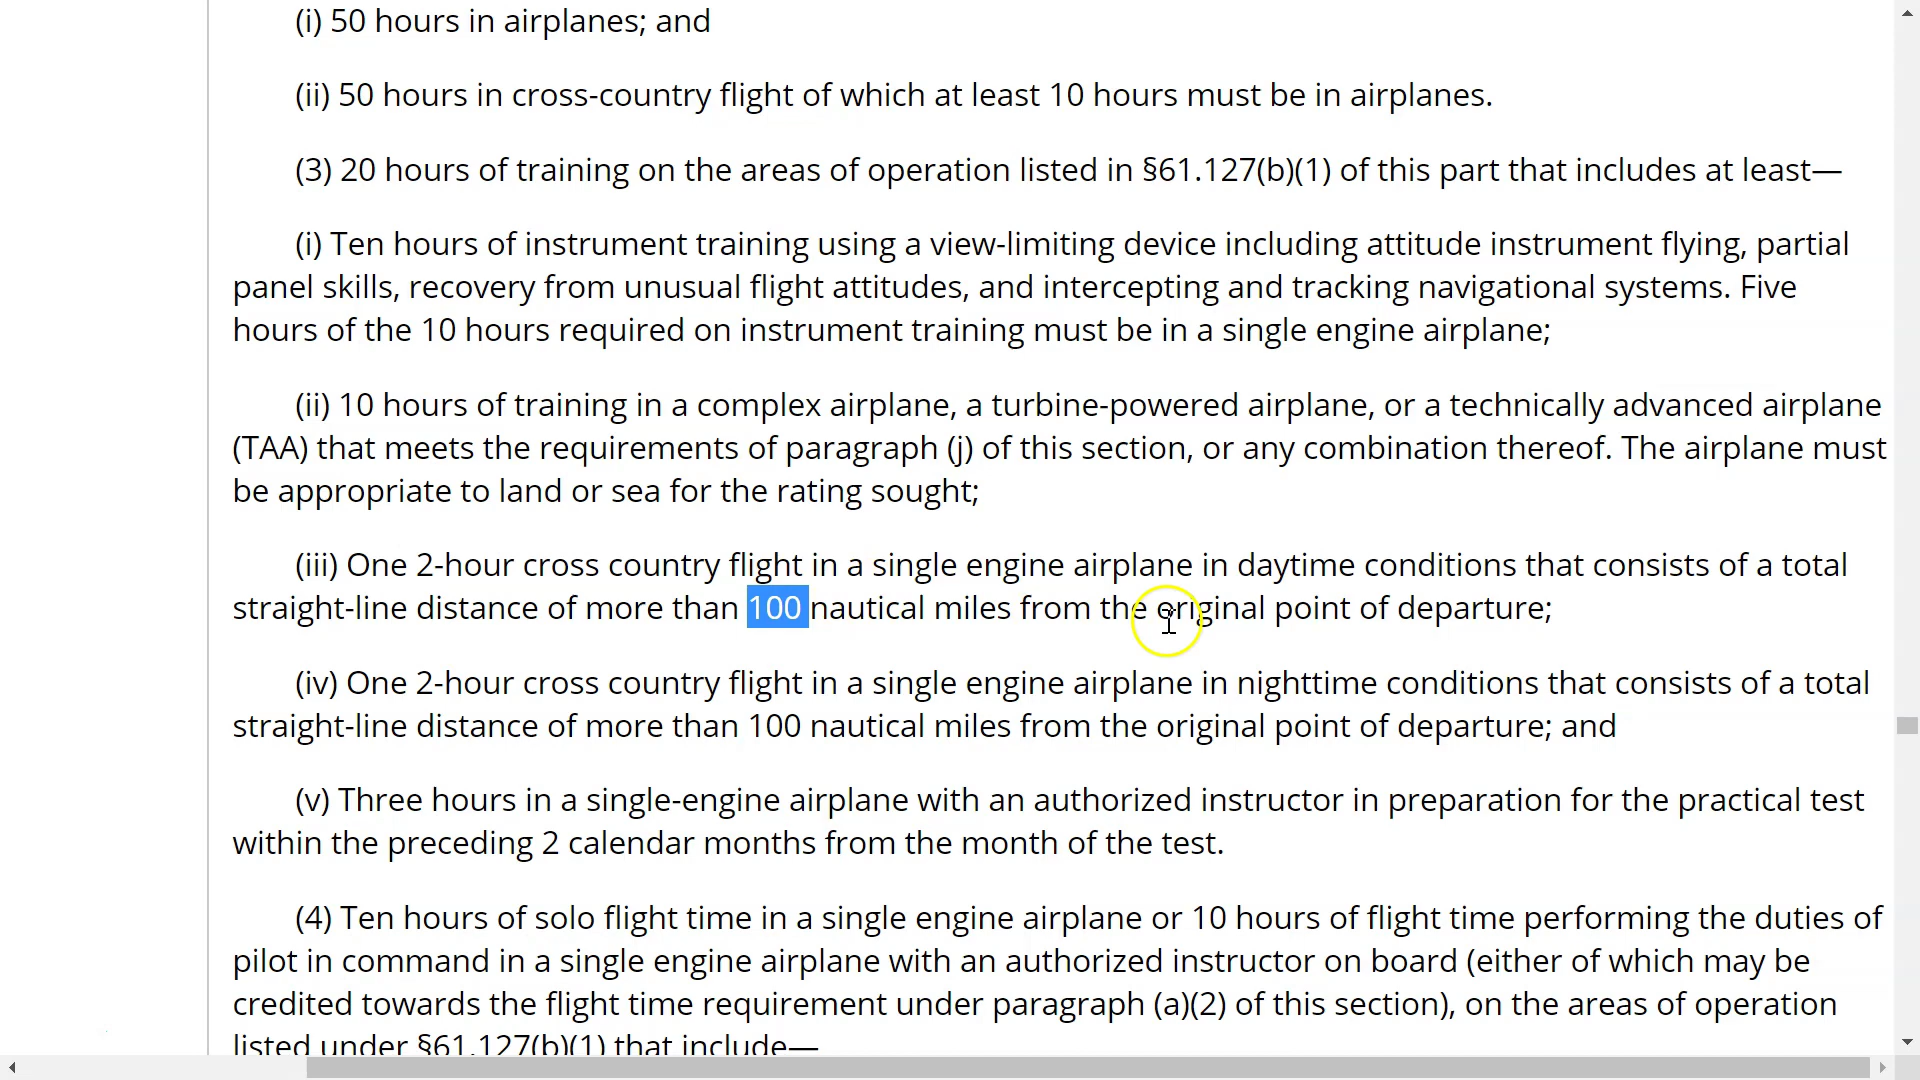 (i) 50 hours in airplanes; and
(ii) 50 hours in cross-country flight of which at least 10 hours must be in airplanes.
(3) 20 hours of training on the areas of operation listed in §61.127(b)(1) of this part that includes at least—
(i) Ten hours of instrument training using a view-limiting device including attitude instrument flying, partial
panel skills, recovery from unusual flight attitudes, and intercepting and tracking navigational systems. Five
hours of the 10 hours required on instrument training must be in a single engine airplane;
(ii) 10 hours of training in a complex airplane, a turbine-powered airplane, or a technically advanced airplane
(TAA) that meets the requirements of paragraph (j) of this section, or any combination thereof. The airplane must
be appropriate to land or sea for the rating sought;
(iii) One 2-hour cross country flight in a single engine airplane in daytime conditions that consists of a total
straight-line distance of more than 100 nautical miles from the original point of departure;
(iv) One 2-hour cross country flight in a single engine airplane in nighttime conditions that consists of a total
straight-line distance of more than 100 nautical miles from the original point of departure; and
(v) Three hours in a single-engine airplane with an authorized instructor in preparation for the practical test
within the preceding 2 calendar months from the month of the test.
(4) Ten hours of solo flight time in a single engine airplane or 10 hours of flight time performing the duties of
pilot in command in a single engine airplane with an authorized instructor on board (either of which may be
credited towards the flight time requirement under paragraph (a)(2) of this section), on the areas of operation
listed under §61.127(b)(1) that include—